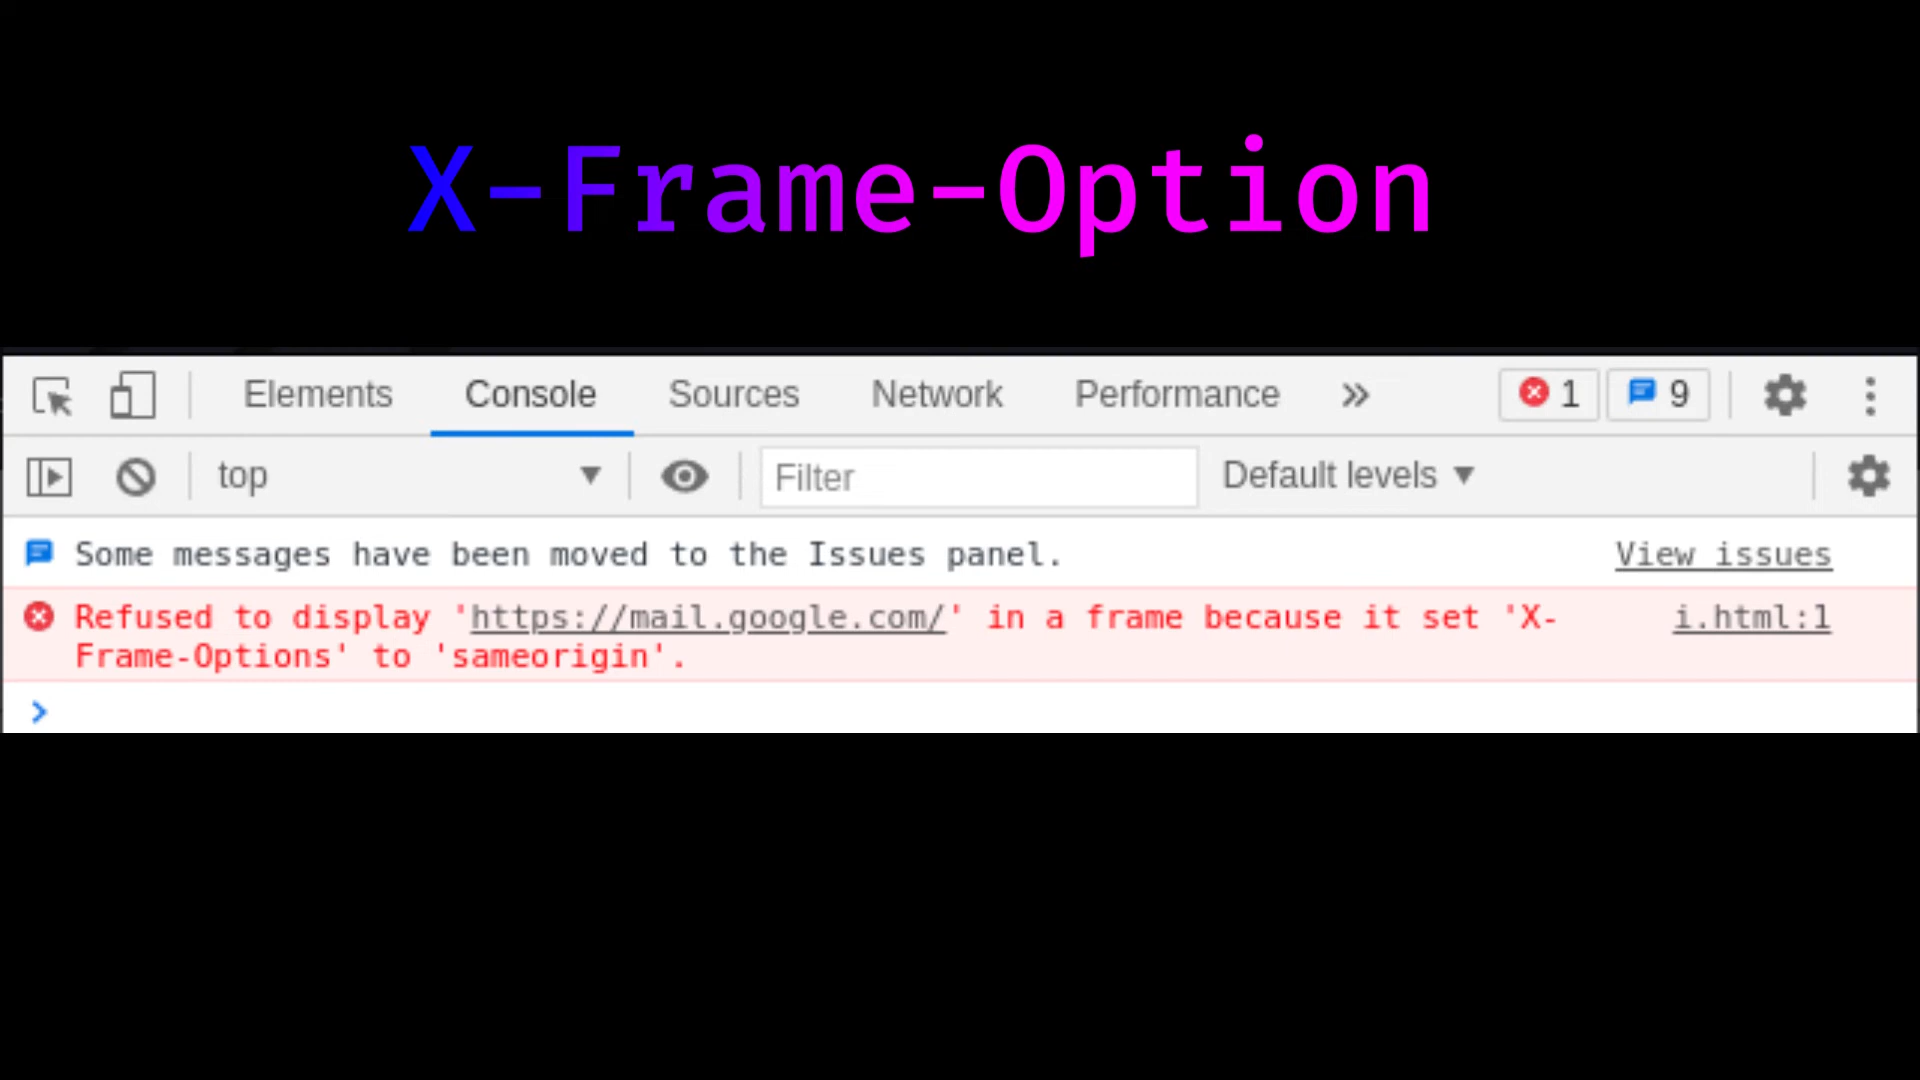 X-Frame-Option
Elements Console Sources Network Performance 1 9
top Filter Default levels
Some messages have been moved to the Issues panel. View issues
Refused to display 'https://mail.google.com/' in a frame because it set 'X- i.html:1
Frame-Options' to 'sameorigin'.